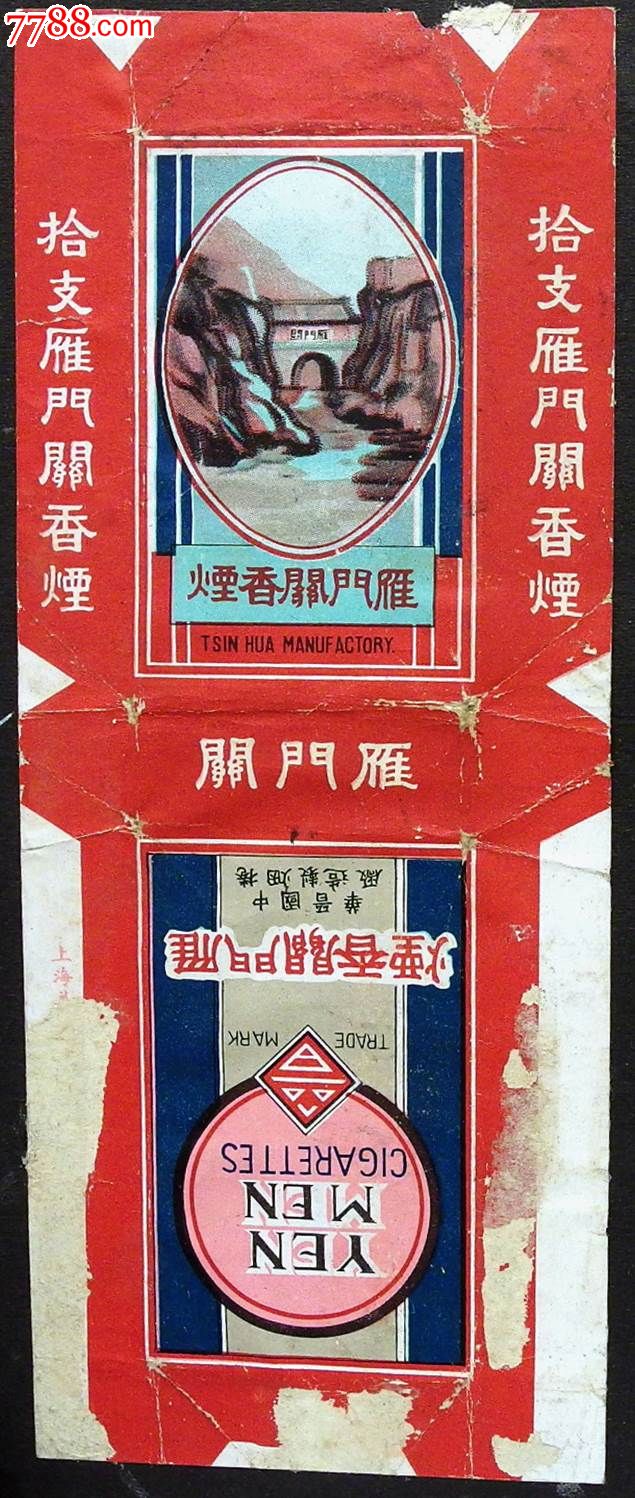 7788.com
拾支雁門關香煙
雁門關
雁門關香煙
TSIN HUA MANUFACTORY.
拾支雁門關香煙
雁門關
YEN
MEN
CIGARETTES
TRADE MARK
雁門關香煙
中國晉華
捲烟製造廠
上海